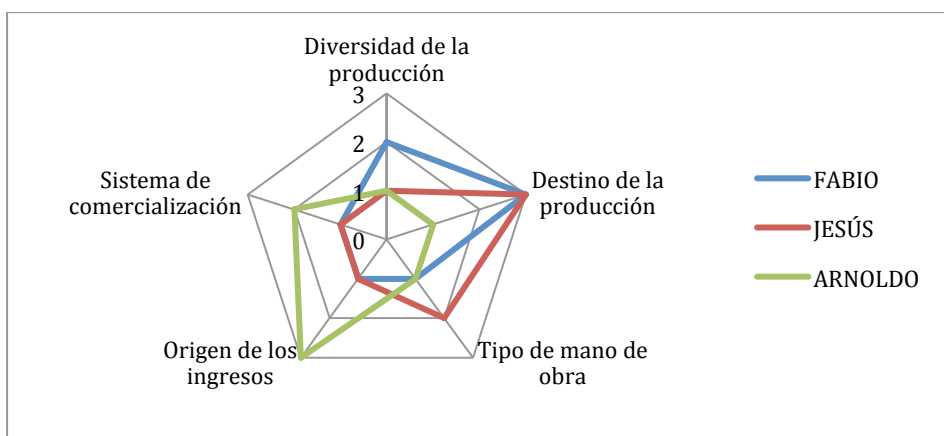 Diversidad de la
producción
3
2
1
0
Sistema de
comercialización
Destino de la
producción
Origen de los
ingresos
Tipo de mano de
obra
FABIO
JESÚS
ARNOLDO